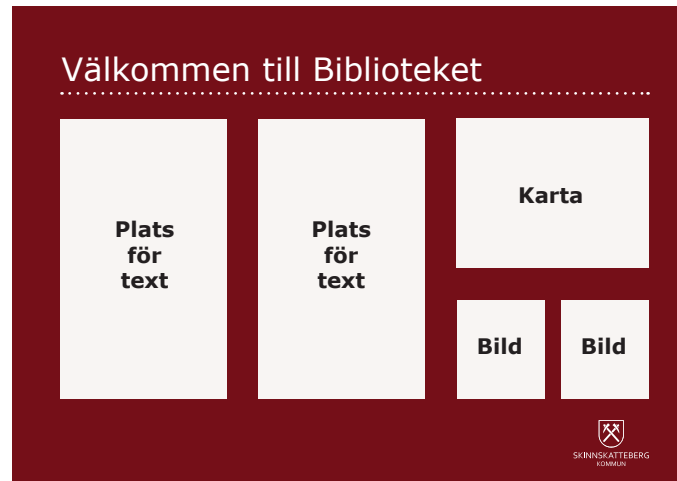 Välkommen till Biblioteket
Plats
för
text
Plats
för
text
Karta
Bild
Bild
SKINNSKATTEBERG
KOMMUN